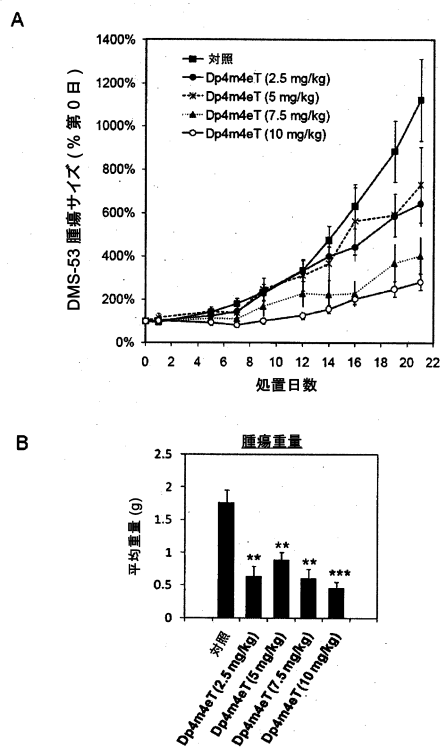 A
対照
Dp4m4eT (2.5 mg/kg)
Dp4m4eT (5 mg/kg)
Dp4m4eT (7.5 mg/kg)
Dp4m4eT (10 mg/kg)
DMS-53 腫瘍サイズ ( % 第 0 日 )
1400%
1200%
1000%
800%
600%
400%
200%
0%
0 2 4 6 8 10 12 14 16 18 20 22
処置日数
B
腫瘍重量
平均重量 (g)
2.5
2
1.5
1
0.5
0
** ** ** ***
対照
Dp4m4eT (2.5 mg/kg)
Dp4m4eT (5 mg/kg)
Dp4m4eT (7.5 mg/kg)
Dp4m4eT (10 mg/kg)